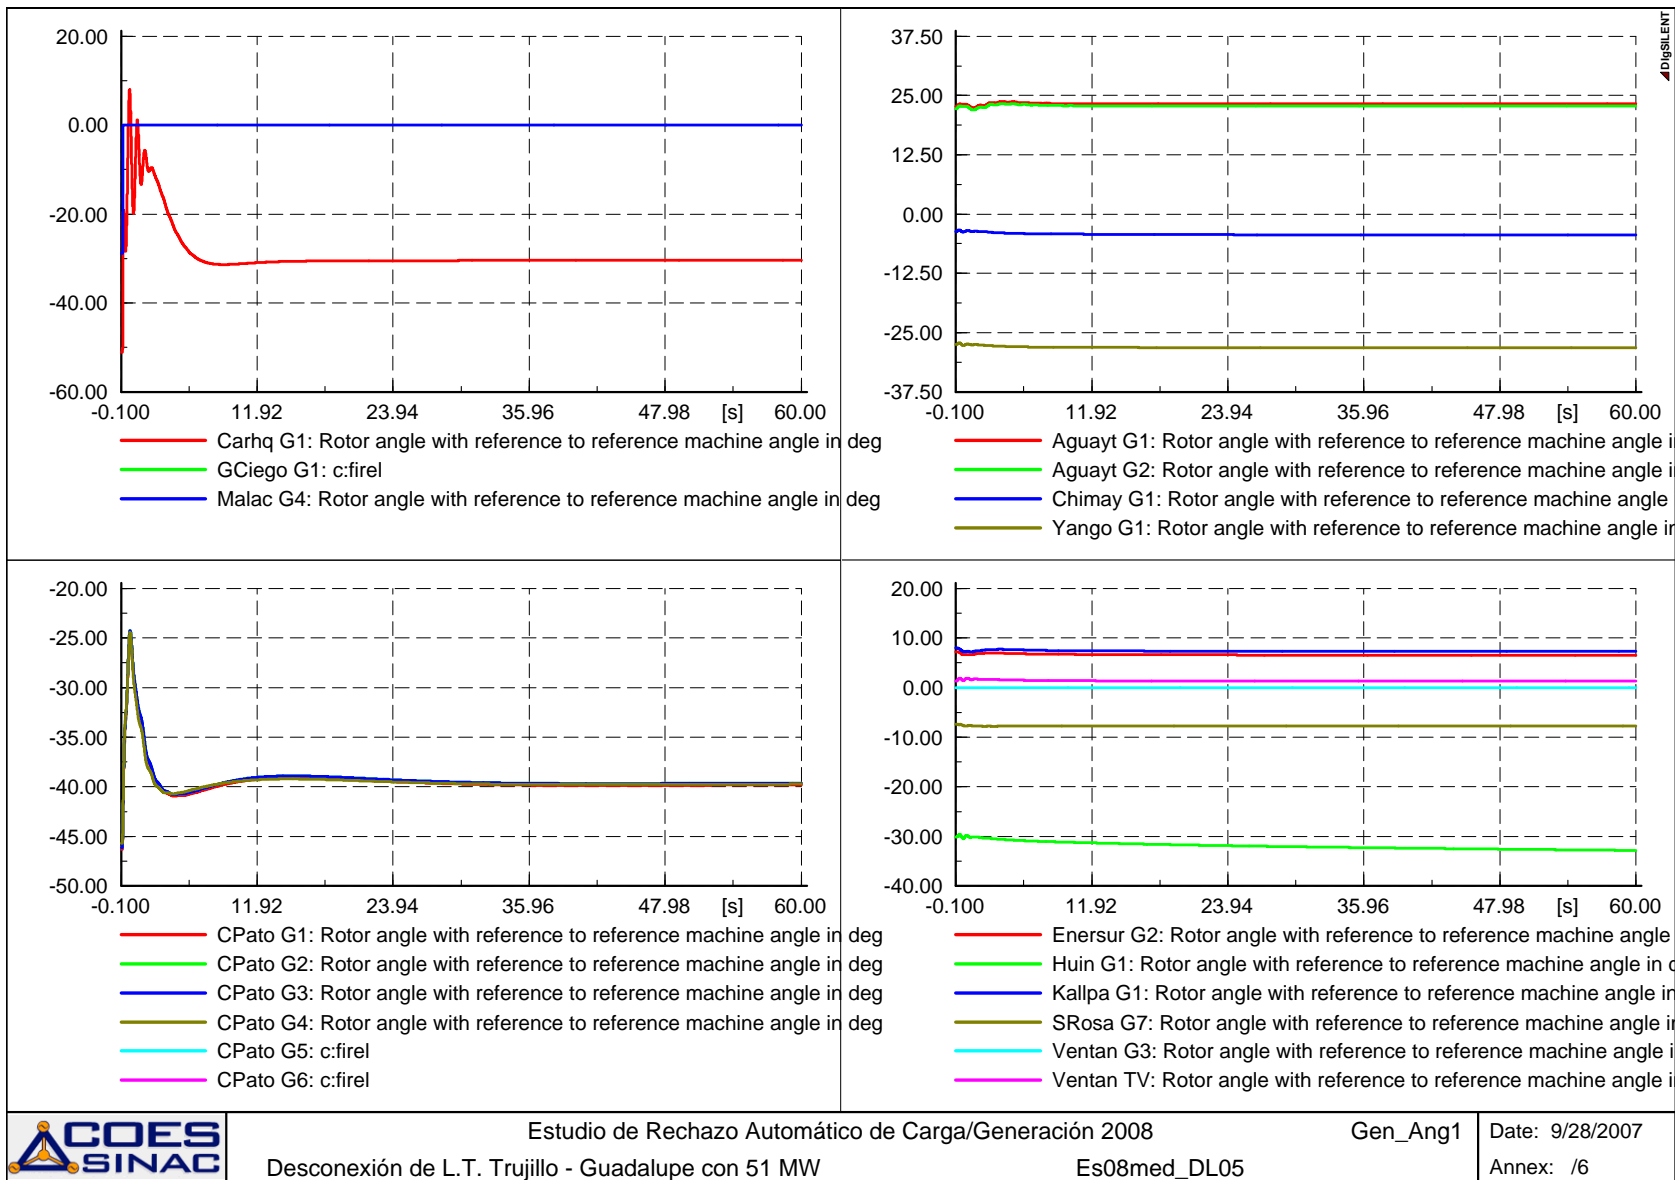 20.00
0.00
-20.00
-40.00
-60.00
-0.100 11.92 23.94 35.96 47.98 [s] 60.00
Carhq G1: Rotor angle with reference to reference machine angle in deg
GCiego G1: c:firel
Malac G4: Rotor angle with reference to reference machine angle in deg
DIgSILENT
37.50
25.00
12.50
0.00
-12.50
-25.00
-37.50
-0.100 11.92 23.94 35.96 47.98 [s] 60.00
Aguayt G1: Rotor angle with reference to reference machine angle i
Aguayt G2: Rotor angle with reference to reference machine angle i
Chimay G1: Rotor angle with reference to reference machine angle
Yango G1: Rotor angle with reference to reference machine angle in
-20.00
-25.00
-30.00
-35.00
-40.00
-45.00
-50.00
-0.100 11.92 23.94 35.96 47.98 [s] 60.00
CPato G1: Rotor angle with reference to reference machine angle in deg
CPato G2: Rotor angle with reference to reference machine angle in deg
CPato G3: Rotor angle with reference to reference machine angle in deg
CPato G4: Rotor angle with reference to reference machine angle in deg
CPato G5: c:firel
CPato G6: c:firel
20.00
10.00
0.00
-10.00
-20.00
-30.00
-40.00
-0.100 11.92 23.94 35.96 47.98 [s] 60.00
Enersur G2: Rotor angle with reference to reference machine angle
Huin G1: Rotor angle with reference to reference machine angle in d
Kallpa G1: Rotor angle with reference to reference machine angle in
SRosa G7: Rotor angle with reference to reference machine angle i
Ventan G3: Rotor angle with reference to reference machine angle i
Ventan TV: Rotor angle with reference to reference machine angle i
COES
SINAC
Estudio de Rechazo Automático de Carga/Generación 2008 Gen_Ang1
Desconexión de L.T. Trujillo - Guadalupe con 51 MW Es08med_DL05
Date: 9/28/2007
Annex: /6